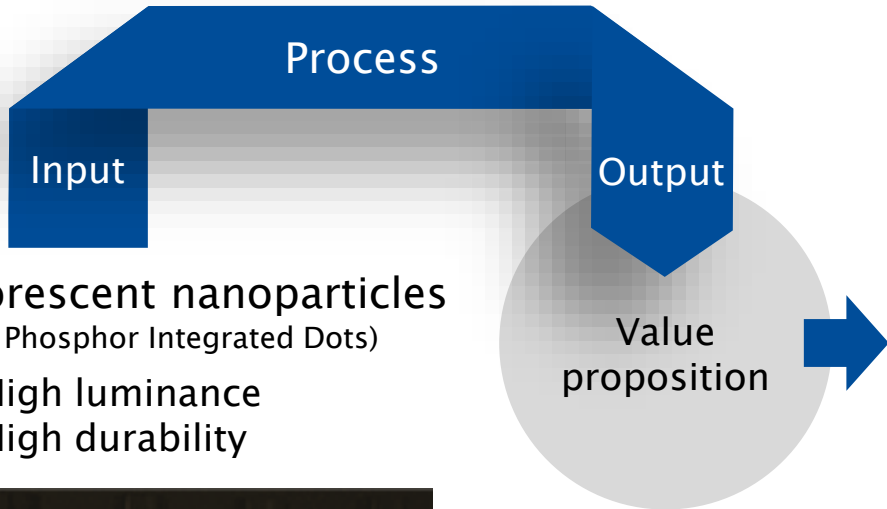 Process
Input
Output
orescent nanoparticles
Phosphor Integrated Dots)
High luminance
High durability
Value
proposition